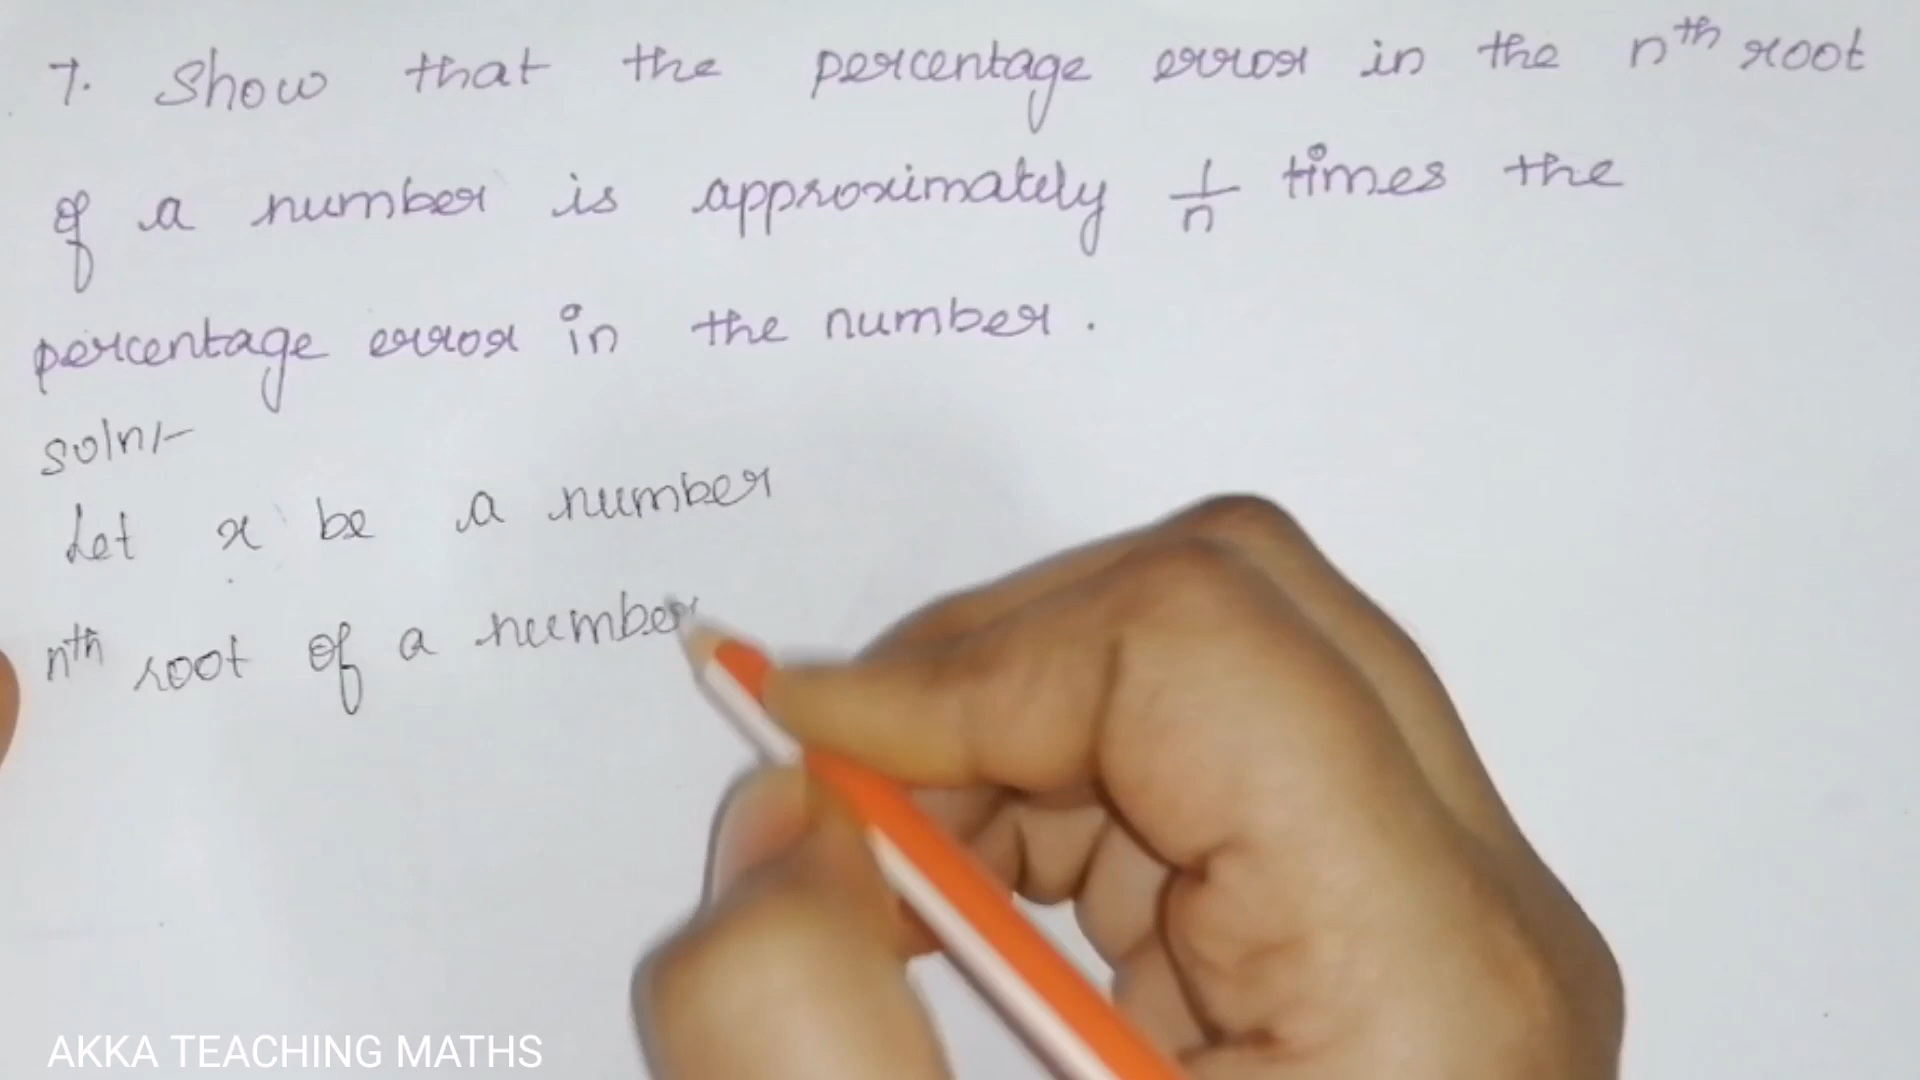 7. Show that the percentage error in the nth root
of a number is approximately 1/n times the
percentage error in the number.
soln:-
Let x be a number
nth root of a number
AKKA TEACHING MATHS